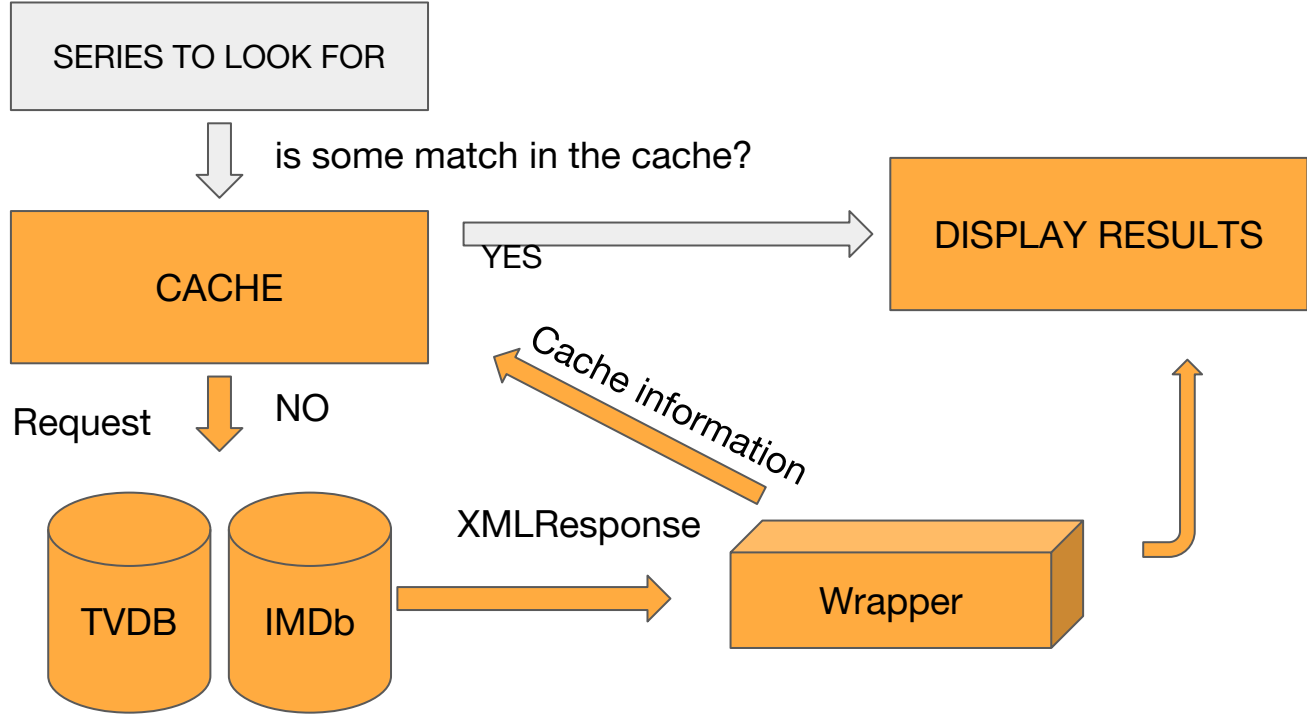 SERIES TO LOOK FOR
is some match in the cache?
CACHE
YES
DISPLAY RESULTS
Request
NO
Cache information
TVDB
IMDb
XMLResponse
Wrapper